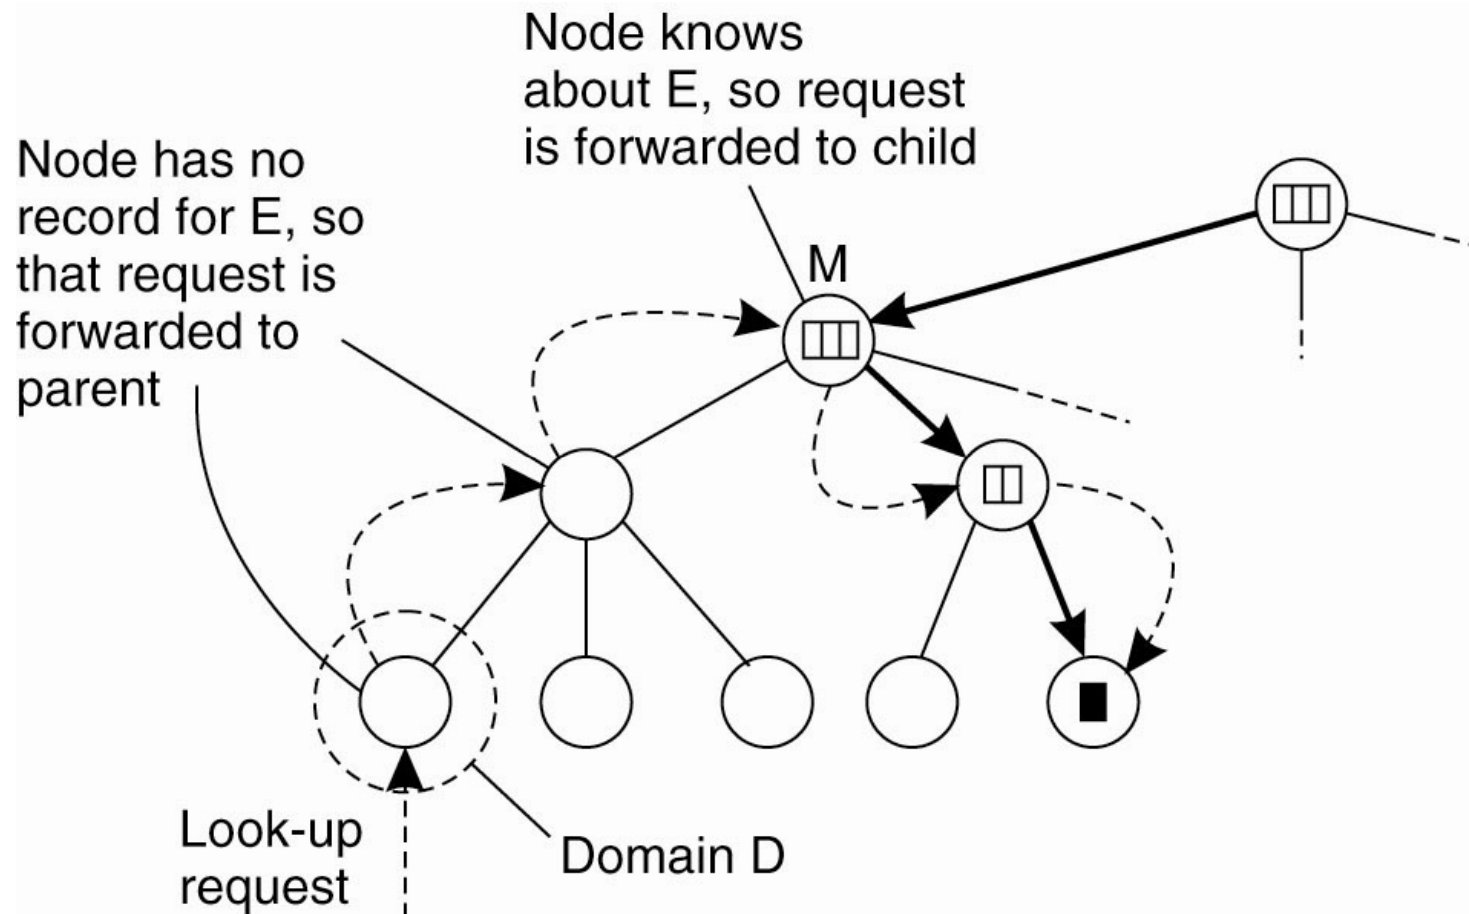 Node knows
about E, so request
is forwarded to child
Node has no
record for E, so
that request is
forwarded to
parent
M
Look-up
request
Domain D